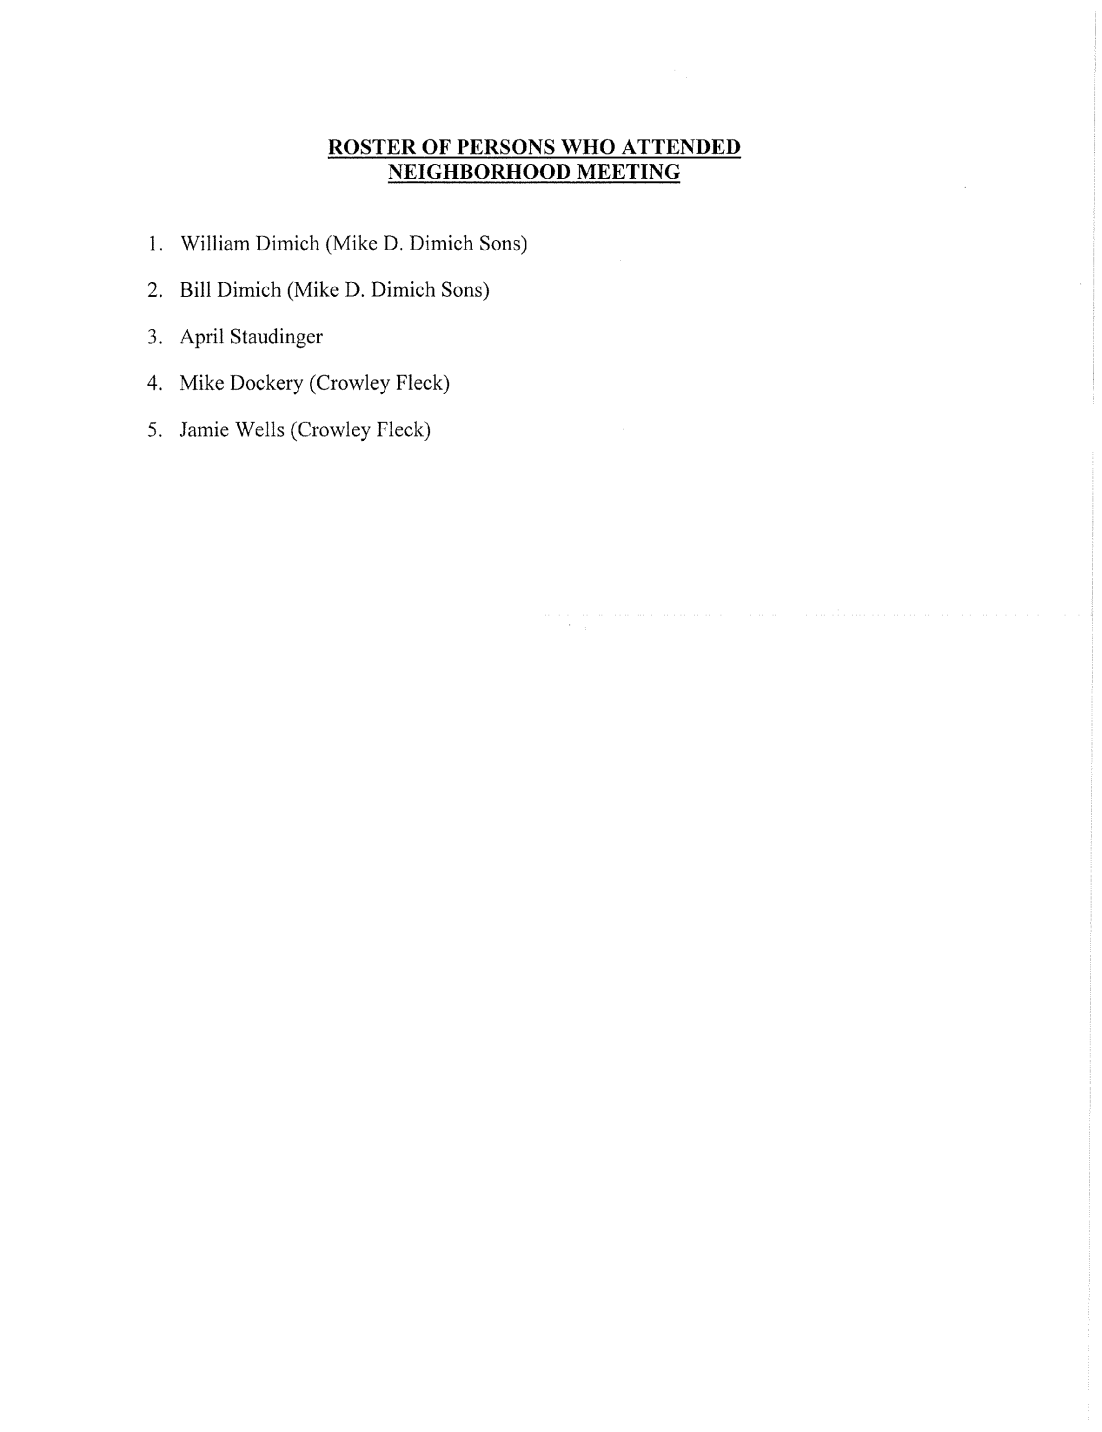 ROSTER OF PERSONS WHO ATTENDED
NEIGHBORHOOD MEETING
1. William Dimich (Mike D. Dimich Sons)
2. Bill Dimich (Mike D. Dimich Sons)
3. April Staudinger
4. Mike Dockery (Crowley Fleck)
5. Jamie Wells (Crowley Fleck)